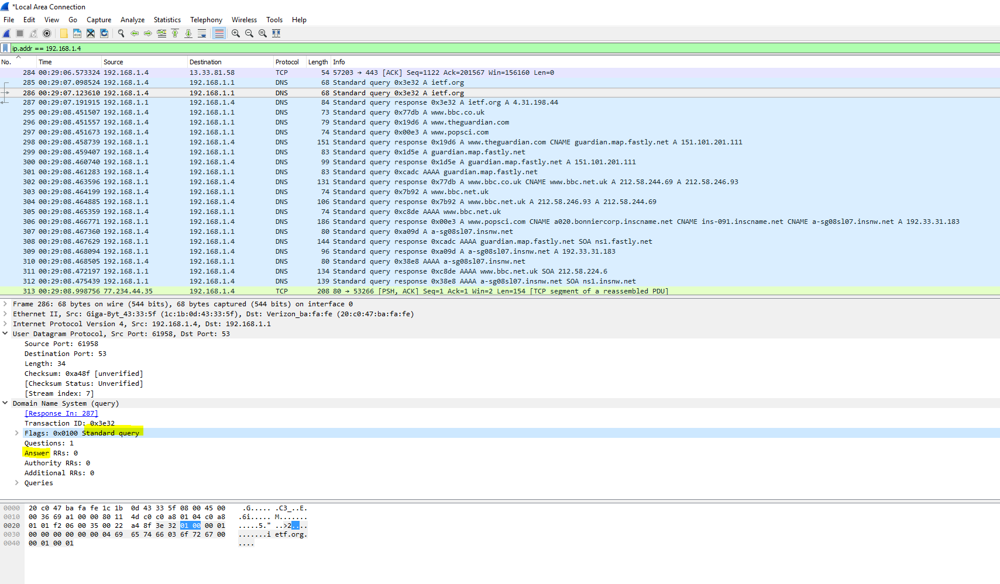 *Local Area Connection
File Edit View Go Capture Analyze Statistics Telephony Wireless Tools Help
ip.addr == 192.168.1.4
No. Time Source Destination Protocol Length Info
284 00:29:06.573324 192.168.1.4 13.33.81.58 TCP 54 57203 → 443 [ACK] Seq=1122 Ack=201567 Win=156160 Len=0
285 00:29:07.098524 192.168.1.4 192.168.1.1 DNS 68 Standard query 0x3e32 A ietf.org
286 00:29:07.123610 192.168.1.4 192.168.1.1 DNS 68 Standard query 0x3e32 A ietf.org
287 00:29:07.191915 192.168.1.1 192.168.1.4 DNS 84 Standard query response 0x3e32 A ietf.org A 4.31.198.44
295 00:29:08.451507 192.168.1.4 192.168.1.1 DNS 73 Standard query 0x77db A www.bbc.co.uk
296 00:29:08.451557 192.168.1.4 192.168.1.1 DNS 79 Standard query 0x19d6 A www.theguardian.com
297 00:29:08.451673 192.168.1.4 192.168.1.1 DNS 74 Standard query 0x00e3 A www.popsci.com
298 00:29:08.458739 192.168.1.1 192.168.1.4 DNS 151 Standard query response 0x19d6 A www.theguardian.com CNAME guardian.map.fastly.net A 151.101.201.111
299 00:29:08.459407 192.168.1.4 192.168.1.1 DNS 83 Standard query 0x1d5e A guardian.map.fastly.net
300 00:29:08.460740 192.168.1.1 192.168.1.4 DNS 99 Standard query response 0x1d5e A guardian.map.fastly.net A 151.101.201.111
301 00:29:08.461283 192.168.1.4 192.168.1.1 DNS 83 Standard query 0xcadc AAAA guardian.map.fastly.net
302 00:29:08.463596 192.168.1.1 192.168.1.4 DNS 131 Standard query response 0x77db A www.bbc.co.uk CNAME www.bbc.net.uk A 212.58.244.69 A 212.58.246.93
303 00:29:08.464199 192.168.1.4 192.168.1.1 DNS 74 Standard query 0x7b92 A www.bbc.net.uk
304 00:29:08.464885 192.168.1.1 192.168.1.4 DNS 106 Standard query response 0x7b92 A www.bbc.net.uk A 212.58.246.93 A 212.58.244.69
305 00:29:08.465359 192.168.1.4 192.168.1.1 DNS 74 Standard query 0xc8de AAAA www.bbc.net.uk
306 00:29:08.466771 192.168.1.1 192.168.1.4 DNS 186 Standard query response 0x00e3 A www.popsci.com CNAME a020.bonniercorp.inscname.net CNAME ins-091.inscname.net CNAME a-sg08sl07.insnw.net A 192.33.31.183
307 00:29:08.467360 192.168.1.4 192.168.1.1 DNS 80 Standard query 0xa09d A a-sg08sl07.insnw.net
308 00:29:08.467629 192.168.1.1 192.168.1.4 DNS 144 Standard query response 0xcadc AAAA guardian.map.fastly.net SOA ns1.fastly.net
309 00:29:08.468094 192.168.1.1 192.168.1.4 DNS 96 Standard query response 0xa09d A a-sg08sl07.insnw.net A 192.33.31.183
310 00:29:08.468505 192.168.1.4 192.168.1.1 DNS 80 Standard query 0x38e8 AAAA a-sg08sl07.insnw.net
311 00:29:08.472197 192.168.1.1 192.168.1.4 DNS 134 Standard query response 0xc8de AAAA www.bbc.net.uk SOA 212.58.224.6
312 00:29:08.475439 192.168.1.1 192.168.1.4 DNS 139 Standard query response 0x38e8 AAAA a-sg08sl07.insnw.net SOA ns1.insnw.net
313 00:29:08.998756 77.234.44.35 192.168.1.4 TCP 208 80 → 53266 [PSH, ACK] Seq=1 Ack=1 Win=2 Len=154 [TCP segment of a reassembled PDU]
Frame 286: 68 bytes on wire (544 bits), 68 bytes captured (544 bits) on interface 0
Ethernet II, Src: Giga-Byt_43:33:5f (1c:1b:0d:43:33:5f), Dst: Verizon_ba:fa:fe (20:c0:47:ba:fa:fe)
Internet Protocol Version 4, Src: 192.168.1.4, Dst: 192.168.1.1
User Datagram Protocol, Src Port: 61958, Dst Port: 53
Source Port: 61958
Destination Port: 53
Length: 34
Checksum: 0xa48f [unverified]
[Checksum Status: Unverified]
[Stream index: 7]
Domain Name System (query)
[Response In: 287]
Transaction ID: 0x3e32
Flags: 0x0100 Standard query
Questions: 1
Answer RRs: 0
Authority RRs: 0
Additional RRs: 0
Queries
0000 20 c0 47 ba fa fe 1c 1b 0d 43 33 5f 08 00 45 00 .G..... .C3_..E.
0010 00 36 69 a1 00 00 80 11 4d c0 c0 a8 01 04 c0 a8 .6i..... M.......
0020 01 01 f2 06 00 35 00 22 a4 8f 3e 32 01 00 00 01 .....5." ..>2....
0030 00 00 00 00 00 00 04 69 65 74 66 03 6f 72 67 00 .......i etf.org.
0040 00 01 00 01 ....